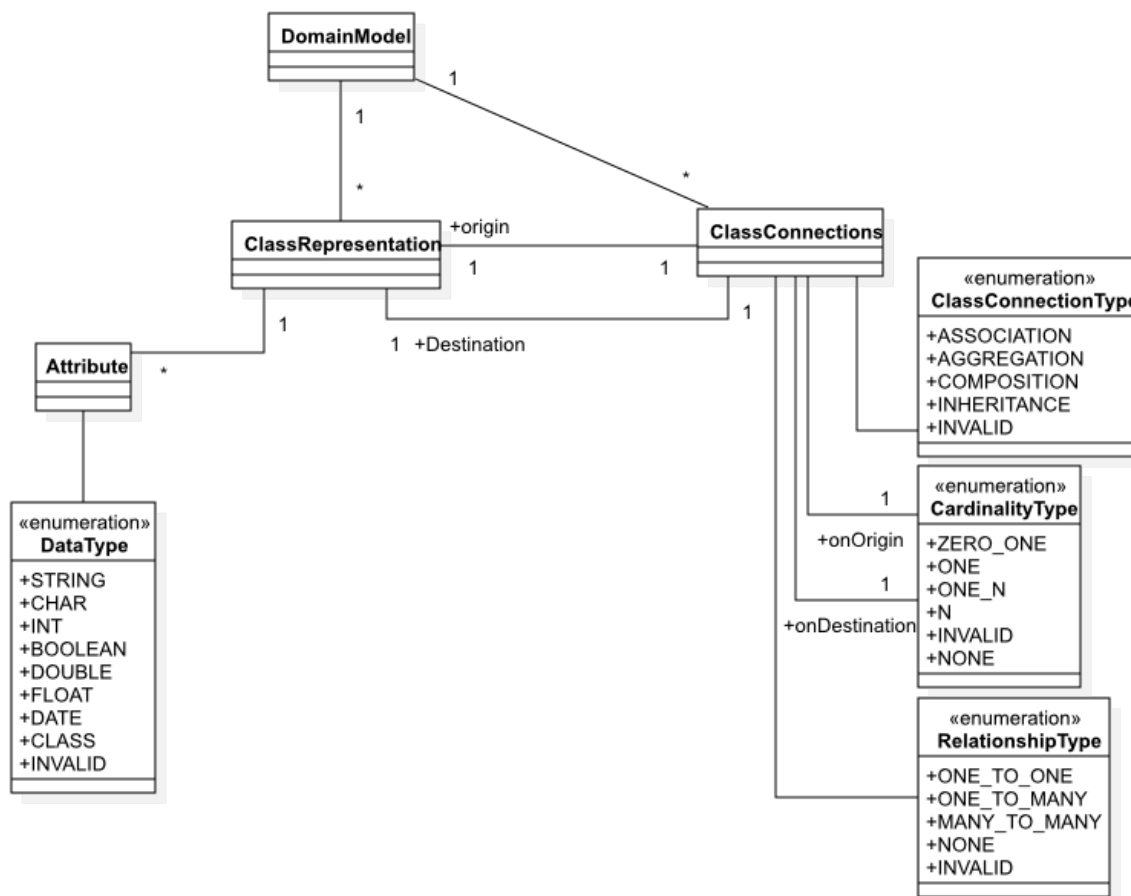 DomainModel
1
1
*
*
ClassRepresentation
+origin
1
1
ClassConnections
1
1
+Destination
1
Attribute
*
«enumeration»
ClassConnectionType
+ASSOCIATION
+AGGREGATION
+COMPOSITION
+INHERITANCE
+INVALID
«enumeration»
CardinalityType
+ZERO_ONE
+ONE
+ONE_N
+N
+INVALID
+NONE
1
+onOrigin
1
+onDestination
«enumeration»
DataType
+STRING
+CHAR
+INT
+BOOLEAN
+DOUBLE
+FLOAT
+DATE
+CLASS
+INVALID
«enumeration»
RelationshipType
+ONE_TO_ONE
+ONE_TO_MANY
+MANY_TO_MANY
+NONE
+INVALID